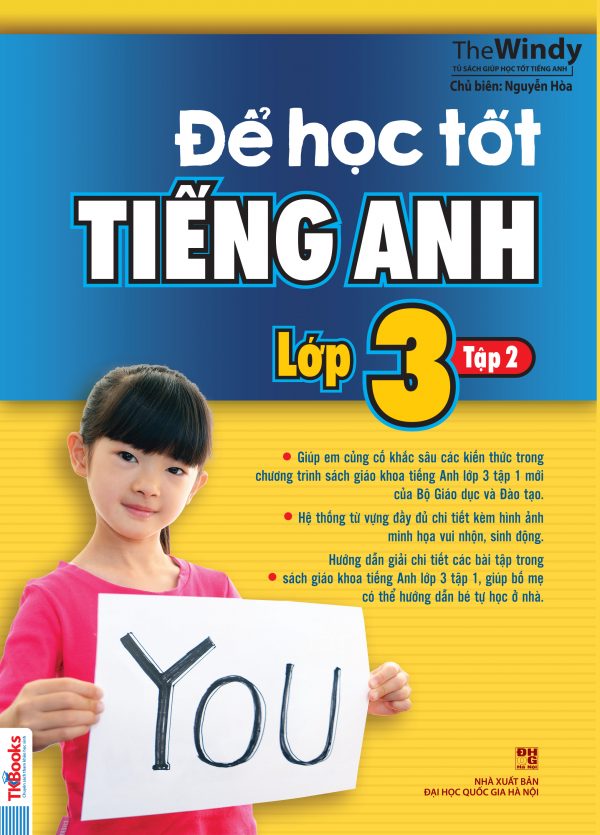 TheWindy
TỦ SÁCH GIÚP HỌC TỐT TIẾNG ANH
Chủ biên: Nguyễn Hòa
Để học tốt
TIẾNG ANH
Lớp 3 Tập 2
Giúp em củng cố khắc sâu các kiến thức trong
chương trình sách giáo khoa tiếng Anh lớp 3 tập 1 mới
của Bộ Giáo dục và Đào tạo.
Hệ thống từ vựng đầy đủ chi tiết kèm hình ảnh
minh họa vui nhộn, sinh động.
Hướng dẫn giải chi tiết các bài tập trong
sách giáo khoa tiếng Anh lớp 3 tập 1, giúp bố mẹ
có thể hướng dẫn bé tự học ở nhà.
YOU
TKBooks
ĐHQG
Hà Nội
NHÀ XUẤT BẢN
ĐẠI HỌC QUỐC GIA HÀ NỘI